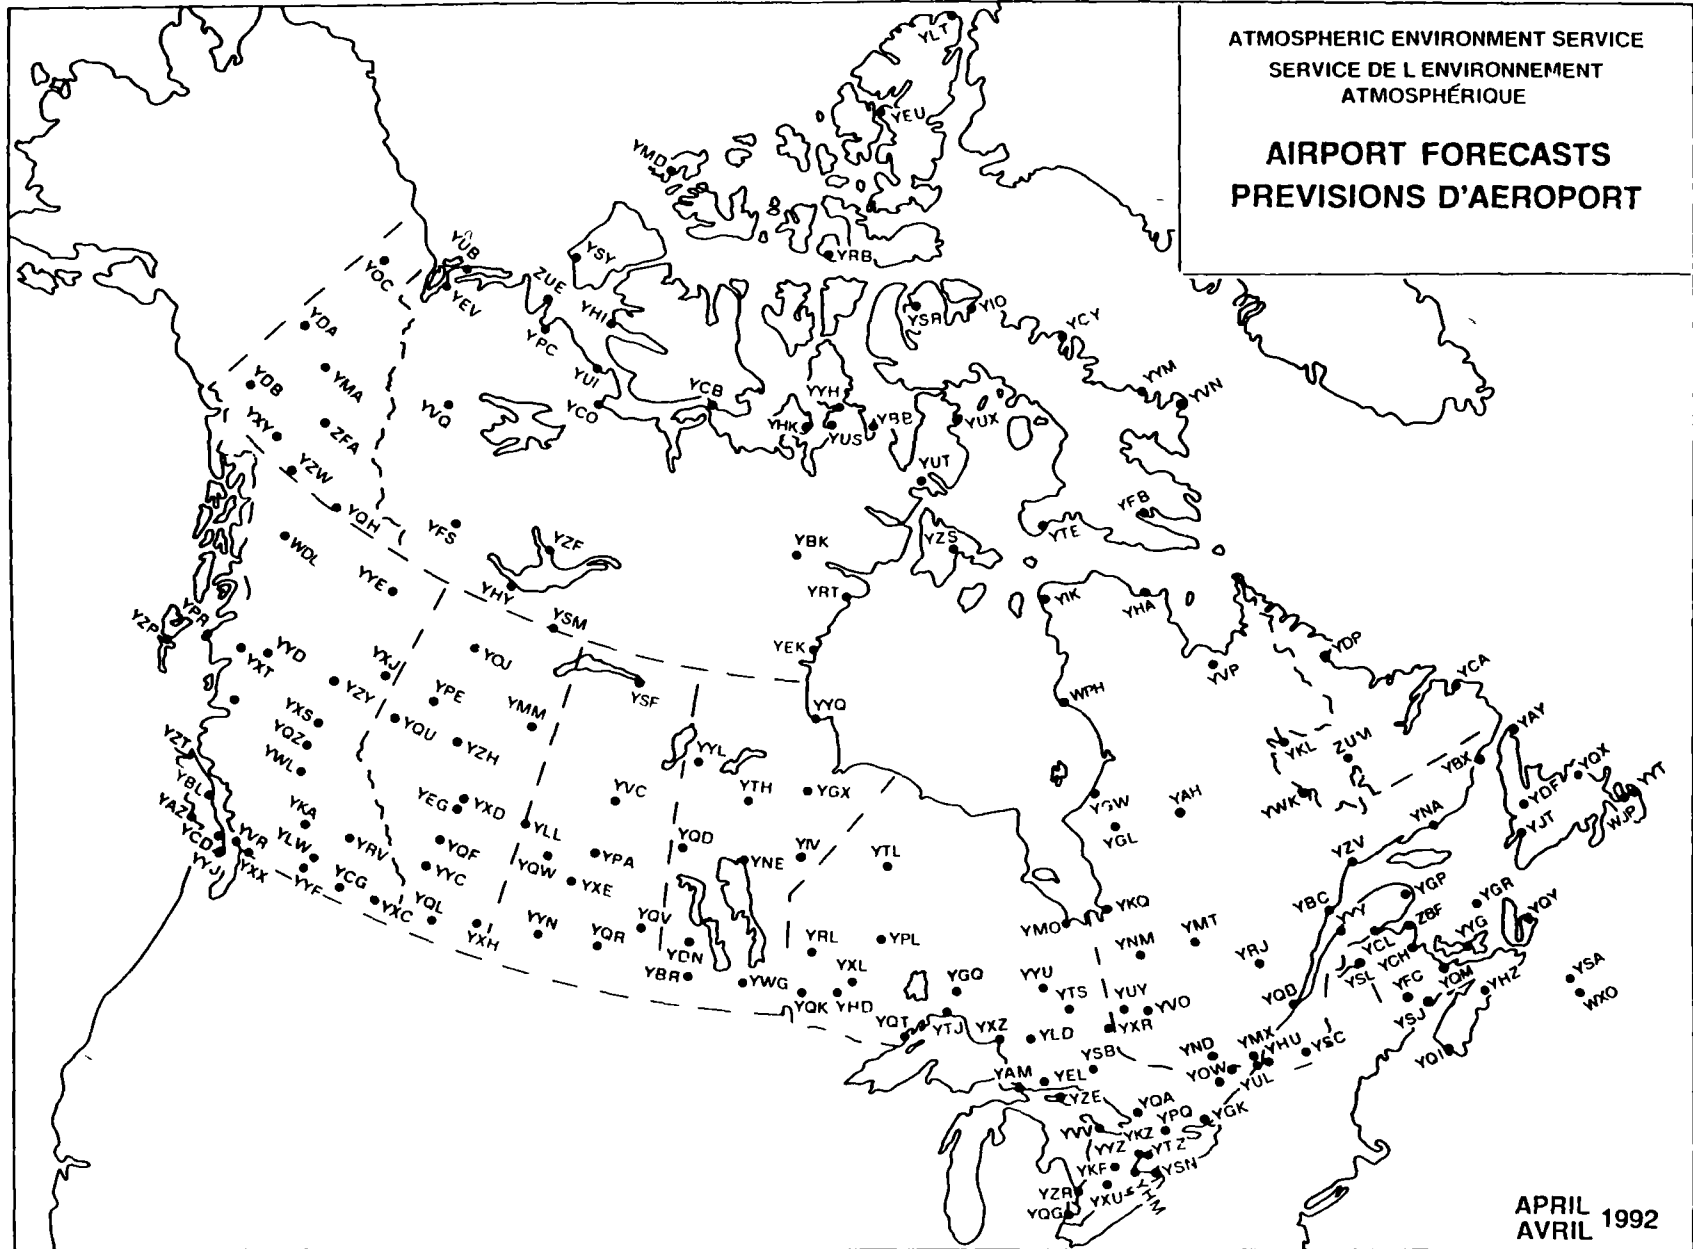 ATMOSPHERIC ENVIRONMENT SERVICE
SERVICE DE L ENVIRONNEMENT
ATMOSPHÉRIQUE
AIRPORT FORECASTS
PREVISIONS D'AEROPORT
YLT
YEU
YMD
YRB
YSY
YUB
YOC
YEV
ZUE
YHI
YPC
YDA
YSR
YIO
YCY
YUI
YMA
YDB
YCB
YYH
YYM
YVN
YCO
YVQ
YXY
ZFA
YHK
YUS
YBB
YUX
YZW
YUT
YQH
YFS
YFB
YTE
WDL
YZF
YBK
YZS
YYE
YHY
YRT
YIK
YHA
YZP
YPR
YSM
YEK
YYD
YXT
YXJ
YOJ
YDP
YVP
YCA
YZY
YPE
YSF
WPH
YXS
YQU
YMM
YYQ
YAY
YQZ
YZH
YZT
YWL
YYL
YKL
ZUM
YBX
YQX
YYT
YBL
YEG
YXD
YVC
YTH
YGX
YGW
YAH
YWK
YDF
WJP
YAZ
YKA
YGL
YNA
YJT
YCD
YVR
YLW
YRV
YQF
YLL
YQD
YIV
YTL
YZV
YYJ
YXX
YYF
YCG
YYC
YQW
YPA
YNE
YXE
YXC
YQL
YGP
YBC
YYY
ZBF
YGR
YQY
YXH
YYN
YQR
YQV
YDN
YMO
YKQ
YNM
YMT
YRJ
YCL
YCH
YYG
YRL
YPL
YBR
YWG
YXL
YGQ
YYU
YSL
YFC
YQM
YHZ
YSA
WXO
YQK
YHD
YTS
YUY
YVO
YQB
YSJ
YQT
YTJ
YXZ
YLD
YXR
YQI
YSB
YND
YMX
YHU
YSC
YAM
YEL
YOW
YUL
YZE
YQA
YPQ
YGK
YVV
YKZ
YYZ
YTZ
YKF
YSN
YZR
YXU
YHM
YQG
APRIL
AVRIL
1992